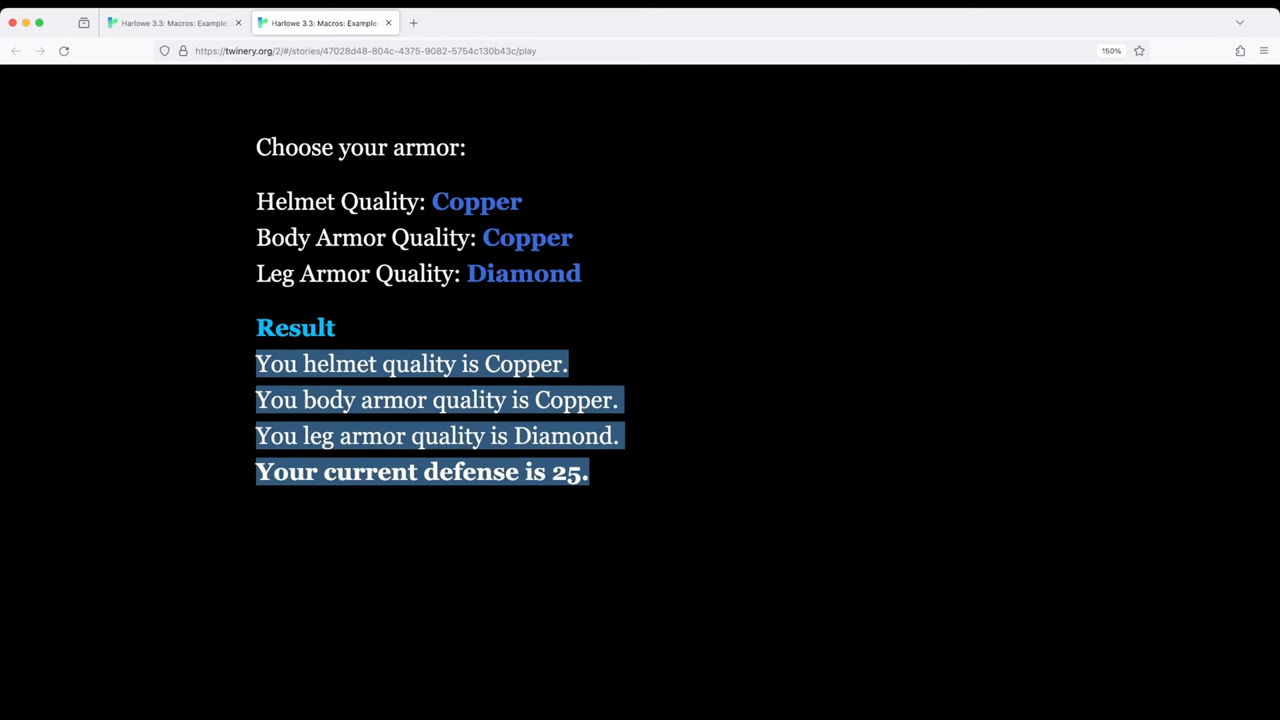 Harlowe 3.3: Macros: Example:
Harlowe 3.3: Macros: Example:
https://twinery.org/2/#/stories/47028d48-804c-4375-9082-5754c130b43c/play
150%
Choose your armor:
Helmet Quality: Copper
Body Armor Quality: Copper
Leg Armor Quality: Diamond
Result
You helmet quality is Copper.
You body armor quality is Copper.
You leg armor quality is Diamond.
Your current defense is 25.